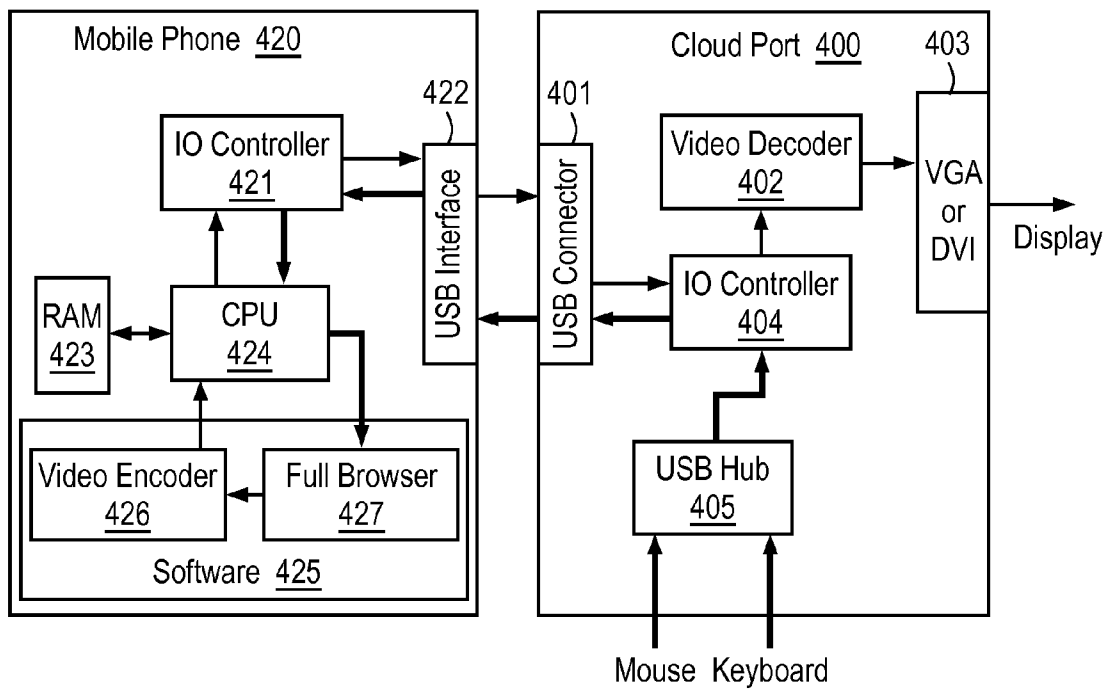 Mobile Phone 420
422
IO Controller
421
USB Interface
RAM
423
CPU
424
Video Encoder
426
Full Browser
427
Software 425
Cloud Port 400
403
401
USB Connector
Video Decoder
402
VGA
or
DVI
Display
IO Controller
404
USB Hub
405
Mouse
Keyboard